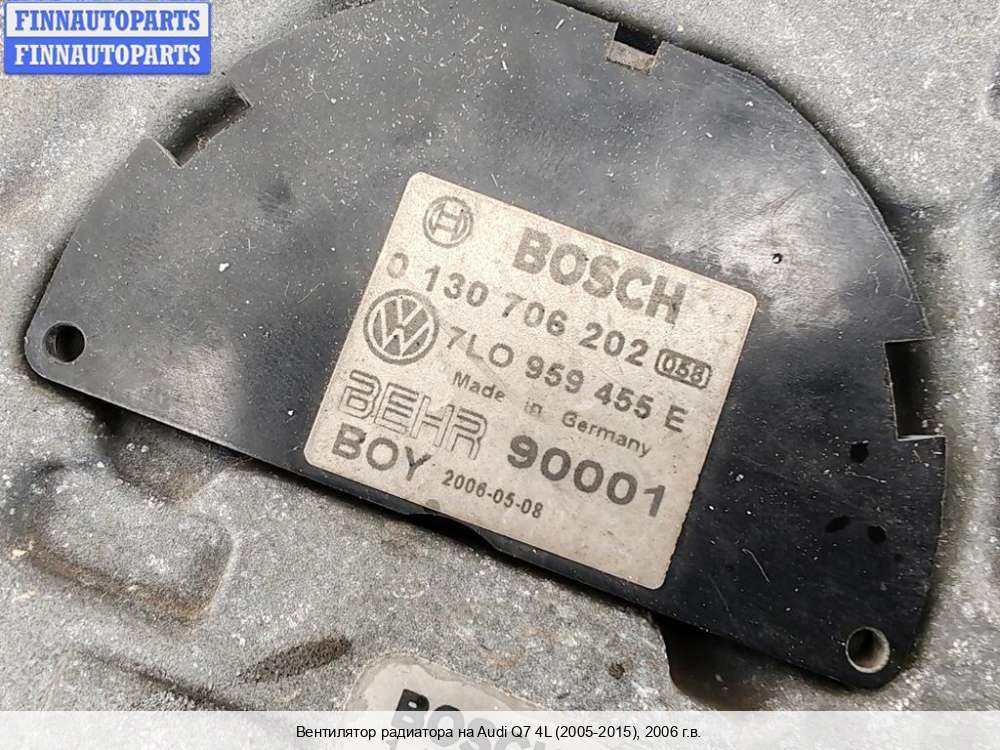 FINNAUTOPARTS
FINNAUTOPARTS
BOSCH
0 130 706 202 058
7L0 959 455 E
Made in Germany
BEHR 90001
BOY 2006-05-08
BOSCH
Вентилятор радиатора на Audi Q7 4L (2005-2015), 2006 г.в.